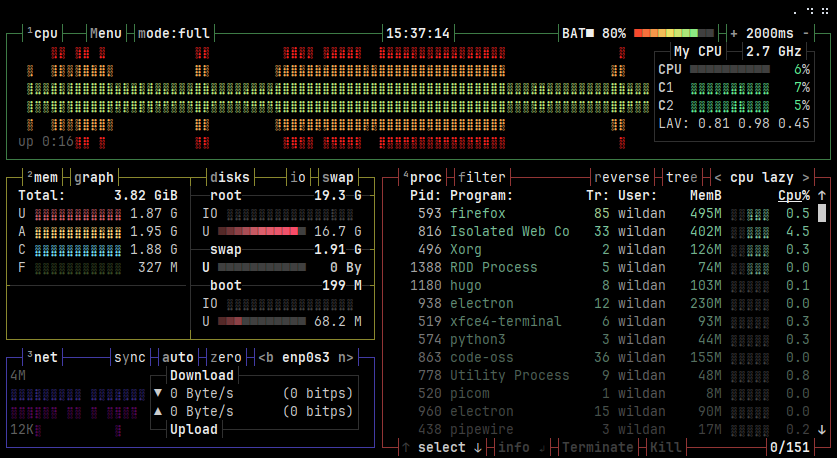 ¹cpu Menu mode:full 15:37:14 BAT■ 80% + 2000ms -
My CPU 2.7 GHz
CPU 6%
C1 7%
C2 5%
LAV: 0.81 0.98 0.45
up 0:16
²mem graph
Total: 3.82 GiB
U 1.87 G
A 1.95 G
C 1.88 G
F 327 M
disks io swap
root 19.3 G
IO
U 16.7 G
swap 1.91 G
U 0 By
boot 199 M
IO
U 68.2 M
³net sync auto zero <b enp0s3 n>
4M
Download
▼ 0 Byte/s (0 bitps)
▲ 0 Byte/s (0 bitps)
Upload
12K
⁴proc filter reverse tree < cpu lazy >
Pid: Program: Tr: User: MemB Cpu% ↑
593 firefox 85 wildan 495M 0.5
816 Isolated Web Co 33 wildan 402M 4.5
496 Xorg 2 wildan 126M 0.3
1388 RDD Process 5 wildan 74M 0.0
1180 hugo 8 wildan 103M 0.1
938 electron 12 wildan 230M 0.0
519 xfce4-terminal 6 wildan 93M 0.3
574 python3 3 wildan 44M 0.3
863 code-oss 36 wildan 155M 0.0
778 Utility Process 9 wildan 48M 0.8
520 picom 1 wildan 8M 0.0
960 electron 15 wildan 90M 0.0
438 pipewire 3 wildan 17M 0.2 ↓
↑ select ↓ info ↲ Terminate Kill 0/151